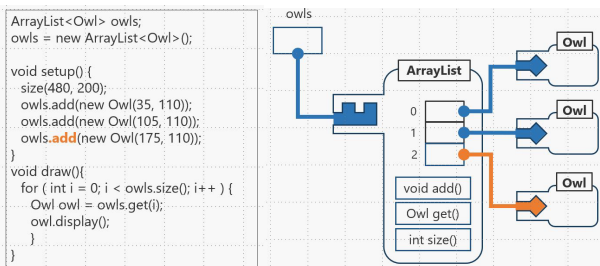 ArrayList<Owl> owls;
owls = new ArrayList<Owl>();
void setup() {
size(480, 200);
owls.add(new Owl(35, 110));
owls.add(new Owl(105, 110));
owls.add(new Owl(175, 110));
}
void draw(){
for ( int i = 0; i < owls.size(); i++ ) {
Owl owl = owls.get(i);
owl.display();
}
}
owls
ArrayList
0
1
2
void add()
Owl get()
int size()
Owl
Owl
Owl